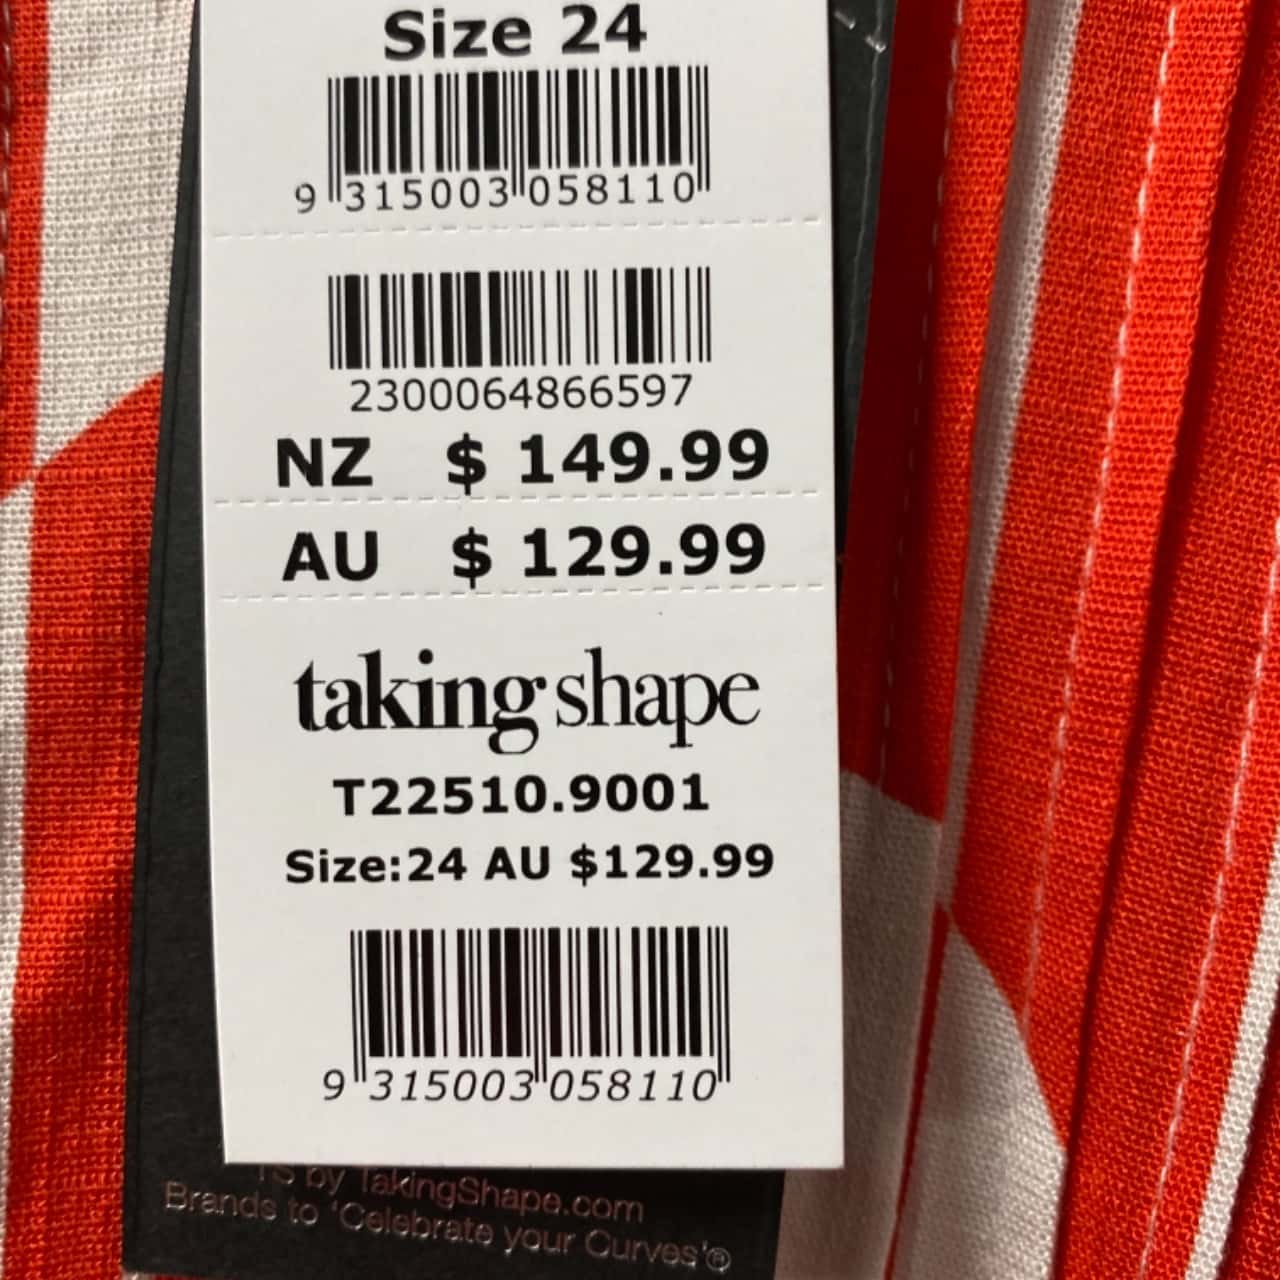 Size 24
9 315003 058110
2300064866597
NZ $ 149.99
AU $ 129.99
taking shape
T22510.9001
Size:24 AU $129.99
9 315003 058110
TS by TakingShape.com
Brands to 'Celebrate your Curves'®